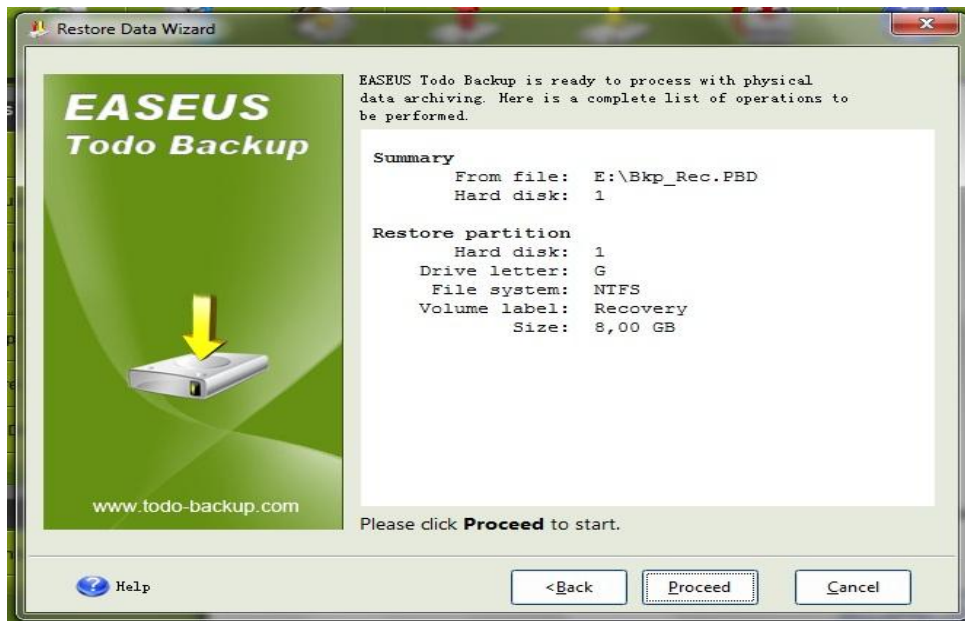 Restore Data Wizard
EASEUS
Todo Backup
www.todo-backup.com
EASEUS Todo Backup is ready to process with physical
data archiving. Here is a complete list of operations to
be performed.
Summary
From file: E:\Bkp_Rec.PBD
Hard disk: 1
Restore partition
Hard disk: 1
Drive letter: G
File system: NTFS
Volume label: Recovery
Size: 8,00 GB
Please click Proceed to start.
Help
<Back
Proceed
Cancel